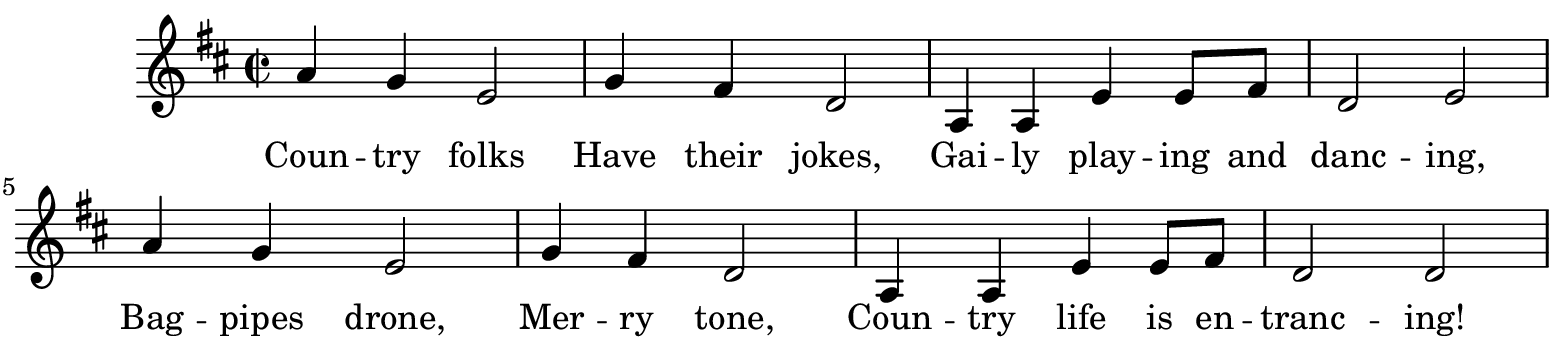 Coun -- try folks Have their jokes, Gai -- ly play -- ing and danc -- ing,
5
Bag -- pipes drone, Mer -- ry tone, Coun -- try life is en -- tranc -- ing!